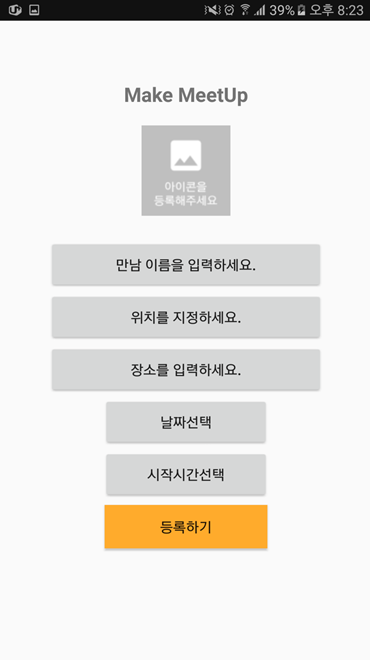 39% 오후 8:23
Make MeetUp
아이콘을
등록해주세요
만남 이름을 입력하세요.
위치를 지정하세요.
장소를 입력하세요.
날짜선택
시작시간선택
등록하기